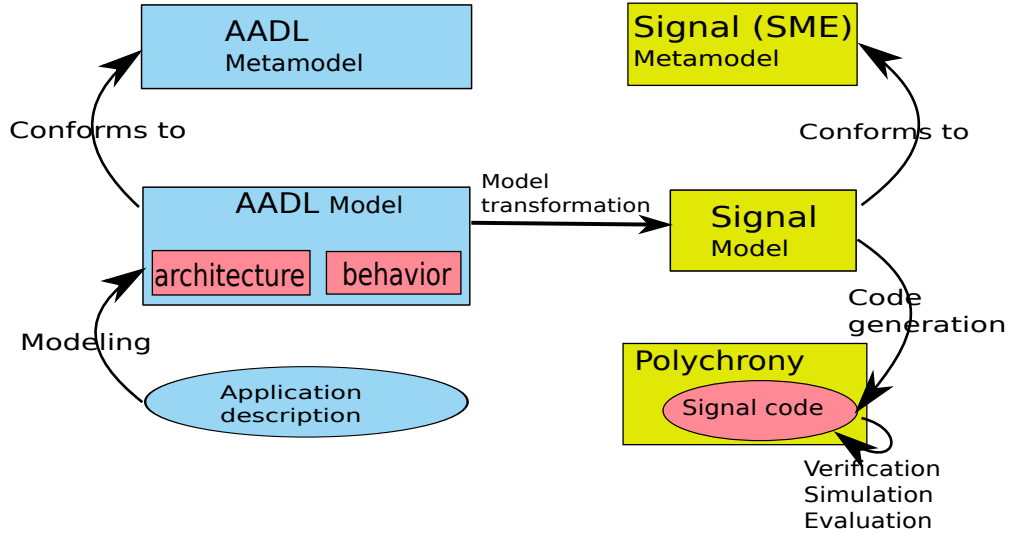 AADL
Metamodel
Signal (SME)
Metamodel
Conforms to
Conforms to
AADL Model
architecture
behavior
Model
transformation
Signal
Model
Modeling
Code
generation
Application
description
Polychrony
Signal code
Verification
Simulation
Evaluation